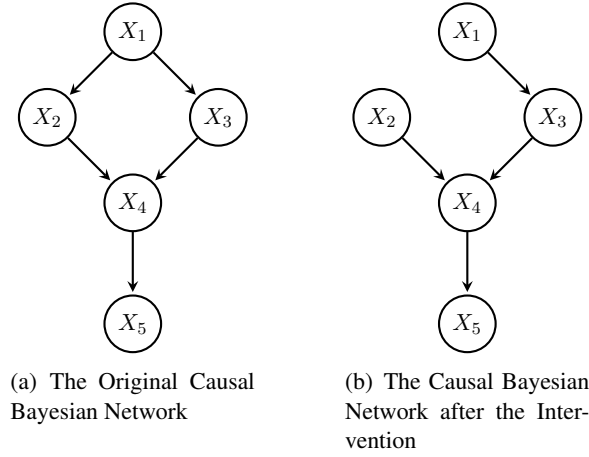 X₁
X₂
X₃
X₄
X₅
(a) The Original Causal
Bayesian Network
X₁
X₂
X₃
X₄
X₅
(b) The Causal Bayesian
Network after the Inter-
vention